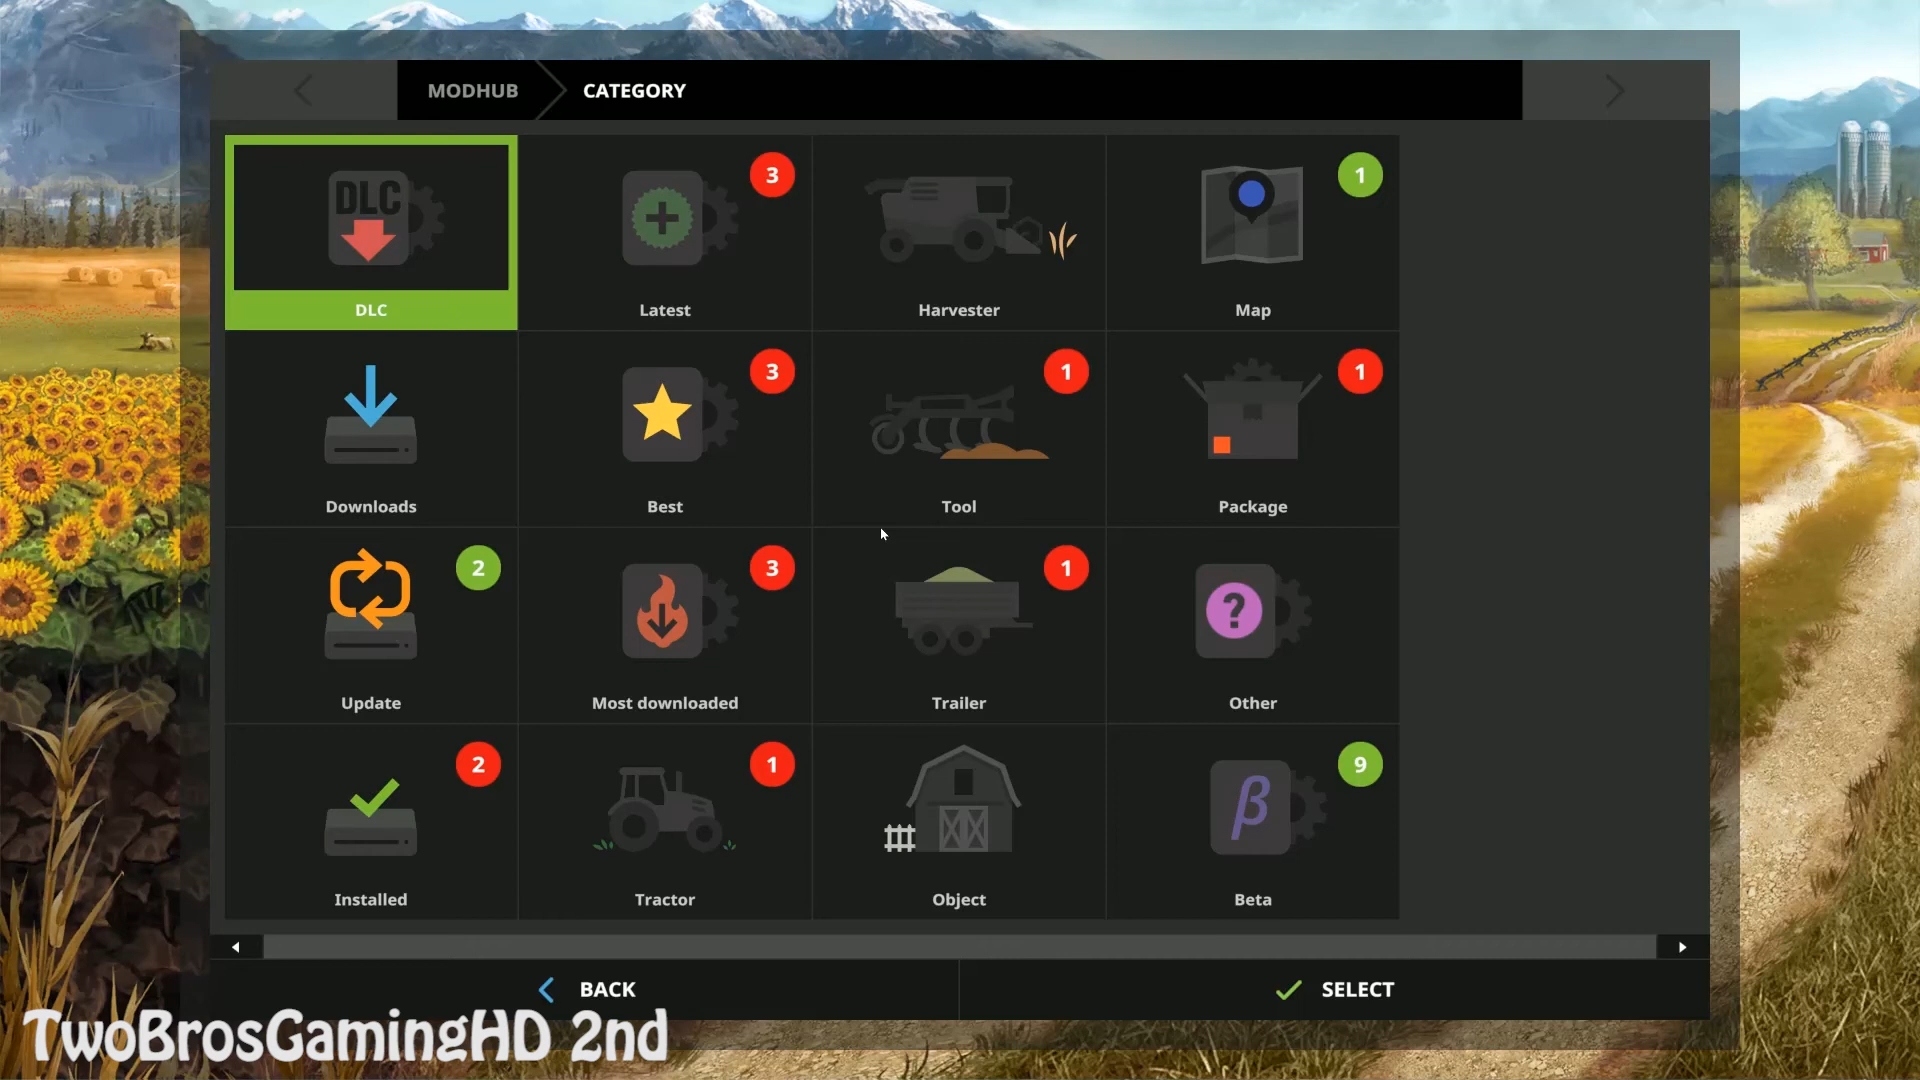 MODHUB CATEGORY
DLC
DLC
3
Latest
Harvester
1
Map
Downloads
3
Best
1
Tool
1
Package
2
Update
3
Most downloaded
1
Trailer
?
Other
2
Installed
1
Tractor
Object
9
β
Beta
BACK
SELECT
TwoBrosGamingHD 2nd